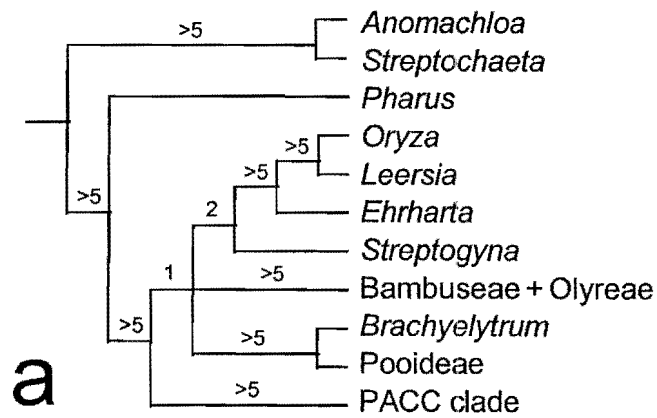 Anomachloa
>5
Streptochaeta
Pharus
Oryza
>5
Leersia
>5
>5
Ehrharta
2
Streptogyna
1
>5
Bambuseae + Olyreae
>5
Brachyelytrum
>5
Pooideae
>5
PACC clade
a